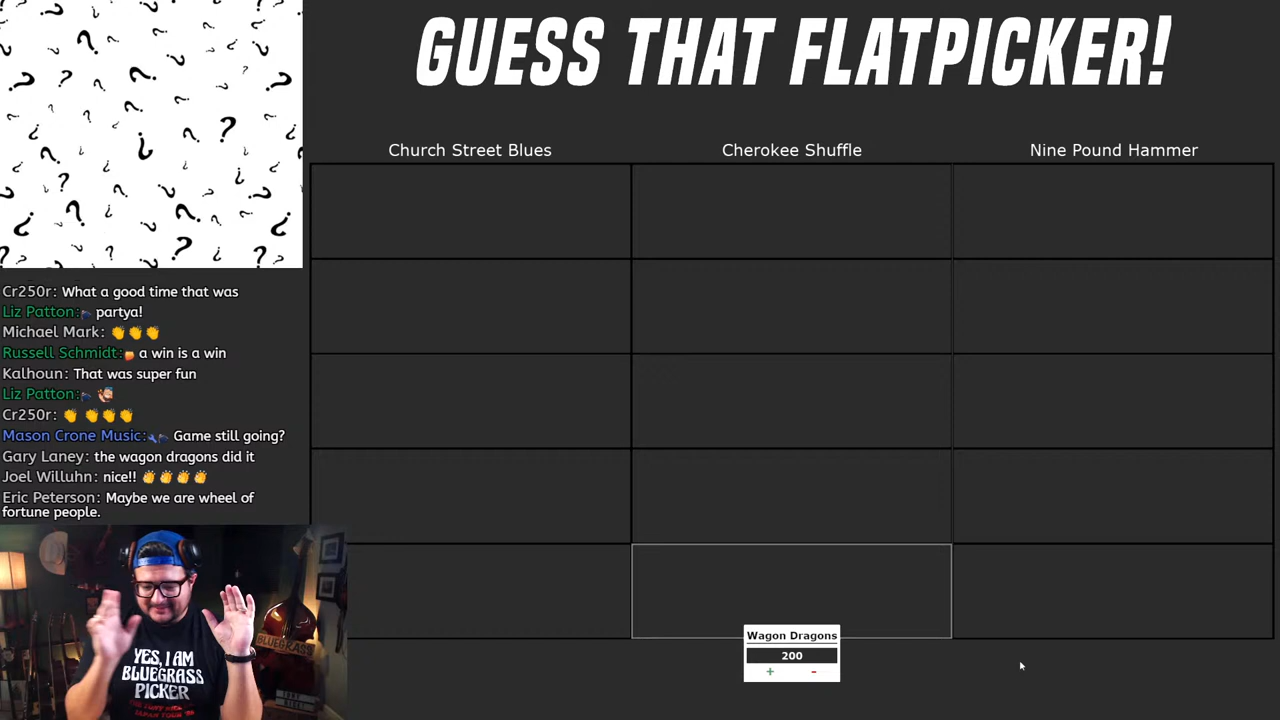 GUESS THAT FLATPICKER!
Church Street Blues
Cherokee Shuffle
Nine Pound Hammer
Cr250r: What a good time that was
Liz Patton: partya!
Michael Mark: 👏👏👏
Russell Schmidt: a win is a win
Kalhoun: That was super fun
Liz Patton:
Cr250r: 👏 👏👏👏
Mason Crone Music: Game still going?
Gary Laney: the wagon dragons did it
Joel Willuhn: nice!! 👏👏👏👏
Eric Peterson: Maybe we are wheel of
fortune people.
YES, I AM
BLUEGRASS
PICKER
BLUEGRASS
Wagon Dragons
200
+ -